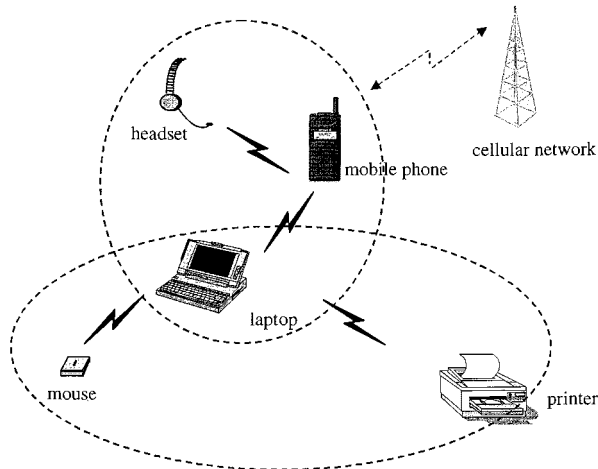 headset
mobile phone
cellular network
laptop
mouse
printer